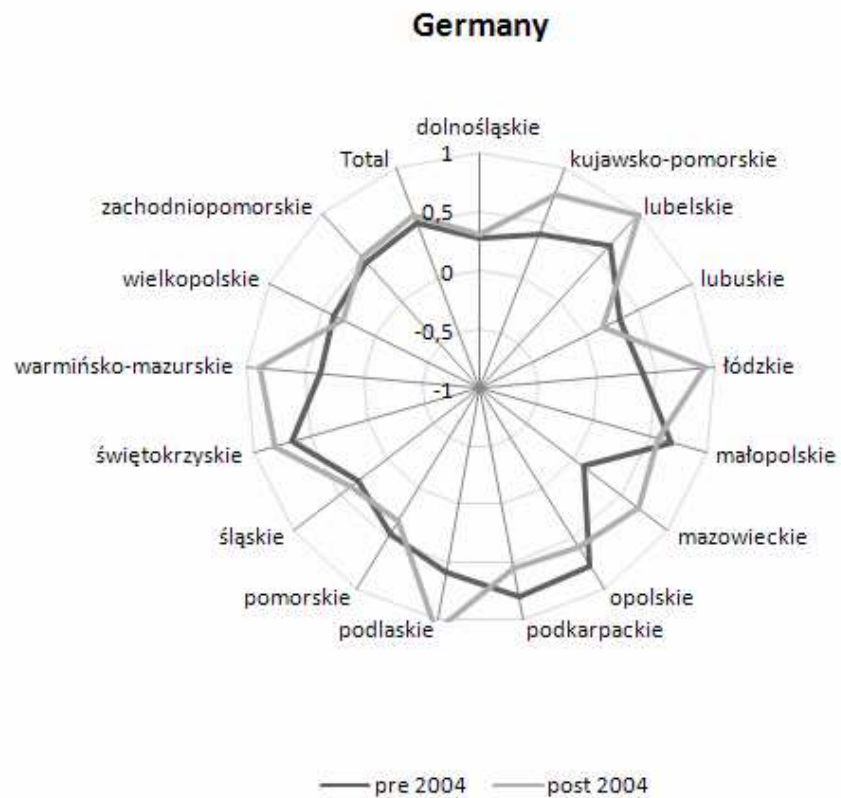 Germany
dolnośląskie
kujawsko-pomorskie
lubelskie
lubuskie
łódzkie
małopolskie
mazowieckie
opolskie
podkarpackie
podlaskie
pomorskie
śląskie
świętokrzyskie
warmińsko-mazurskie
wielkopolskie
zachodniopomorskie
Total
1
0,5
0
-0,5
-1
pre 2004
post 2004